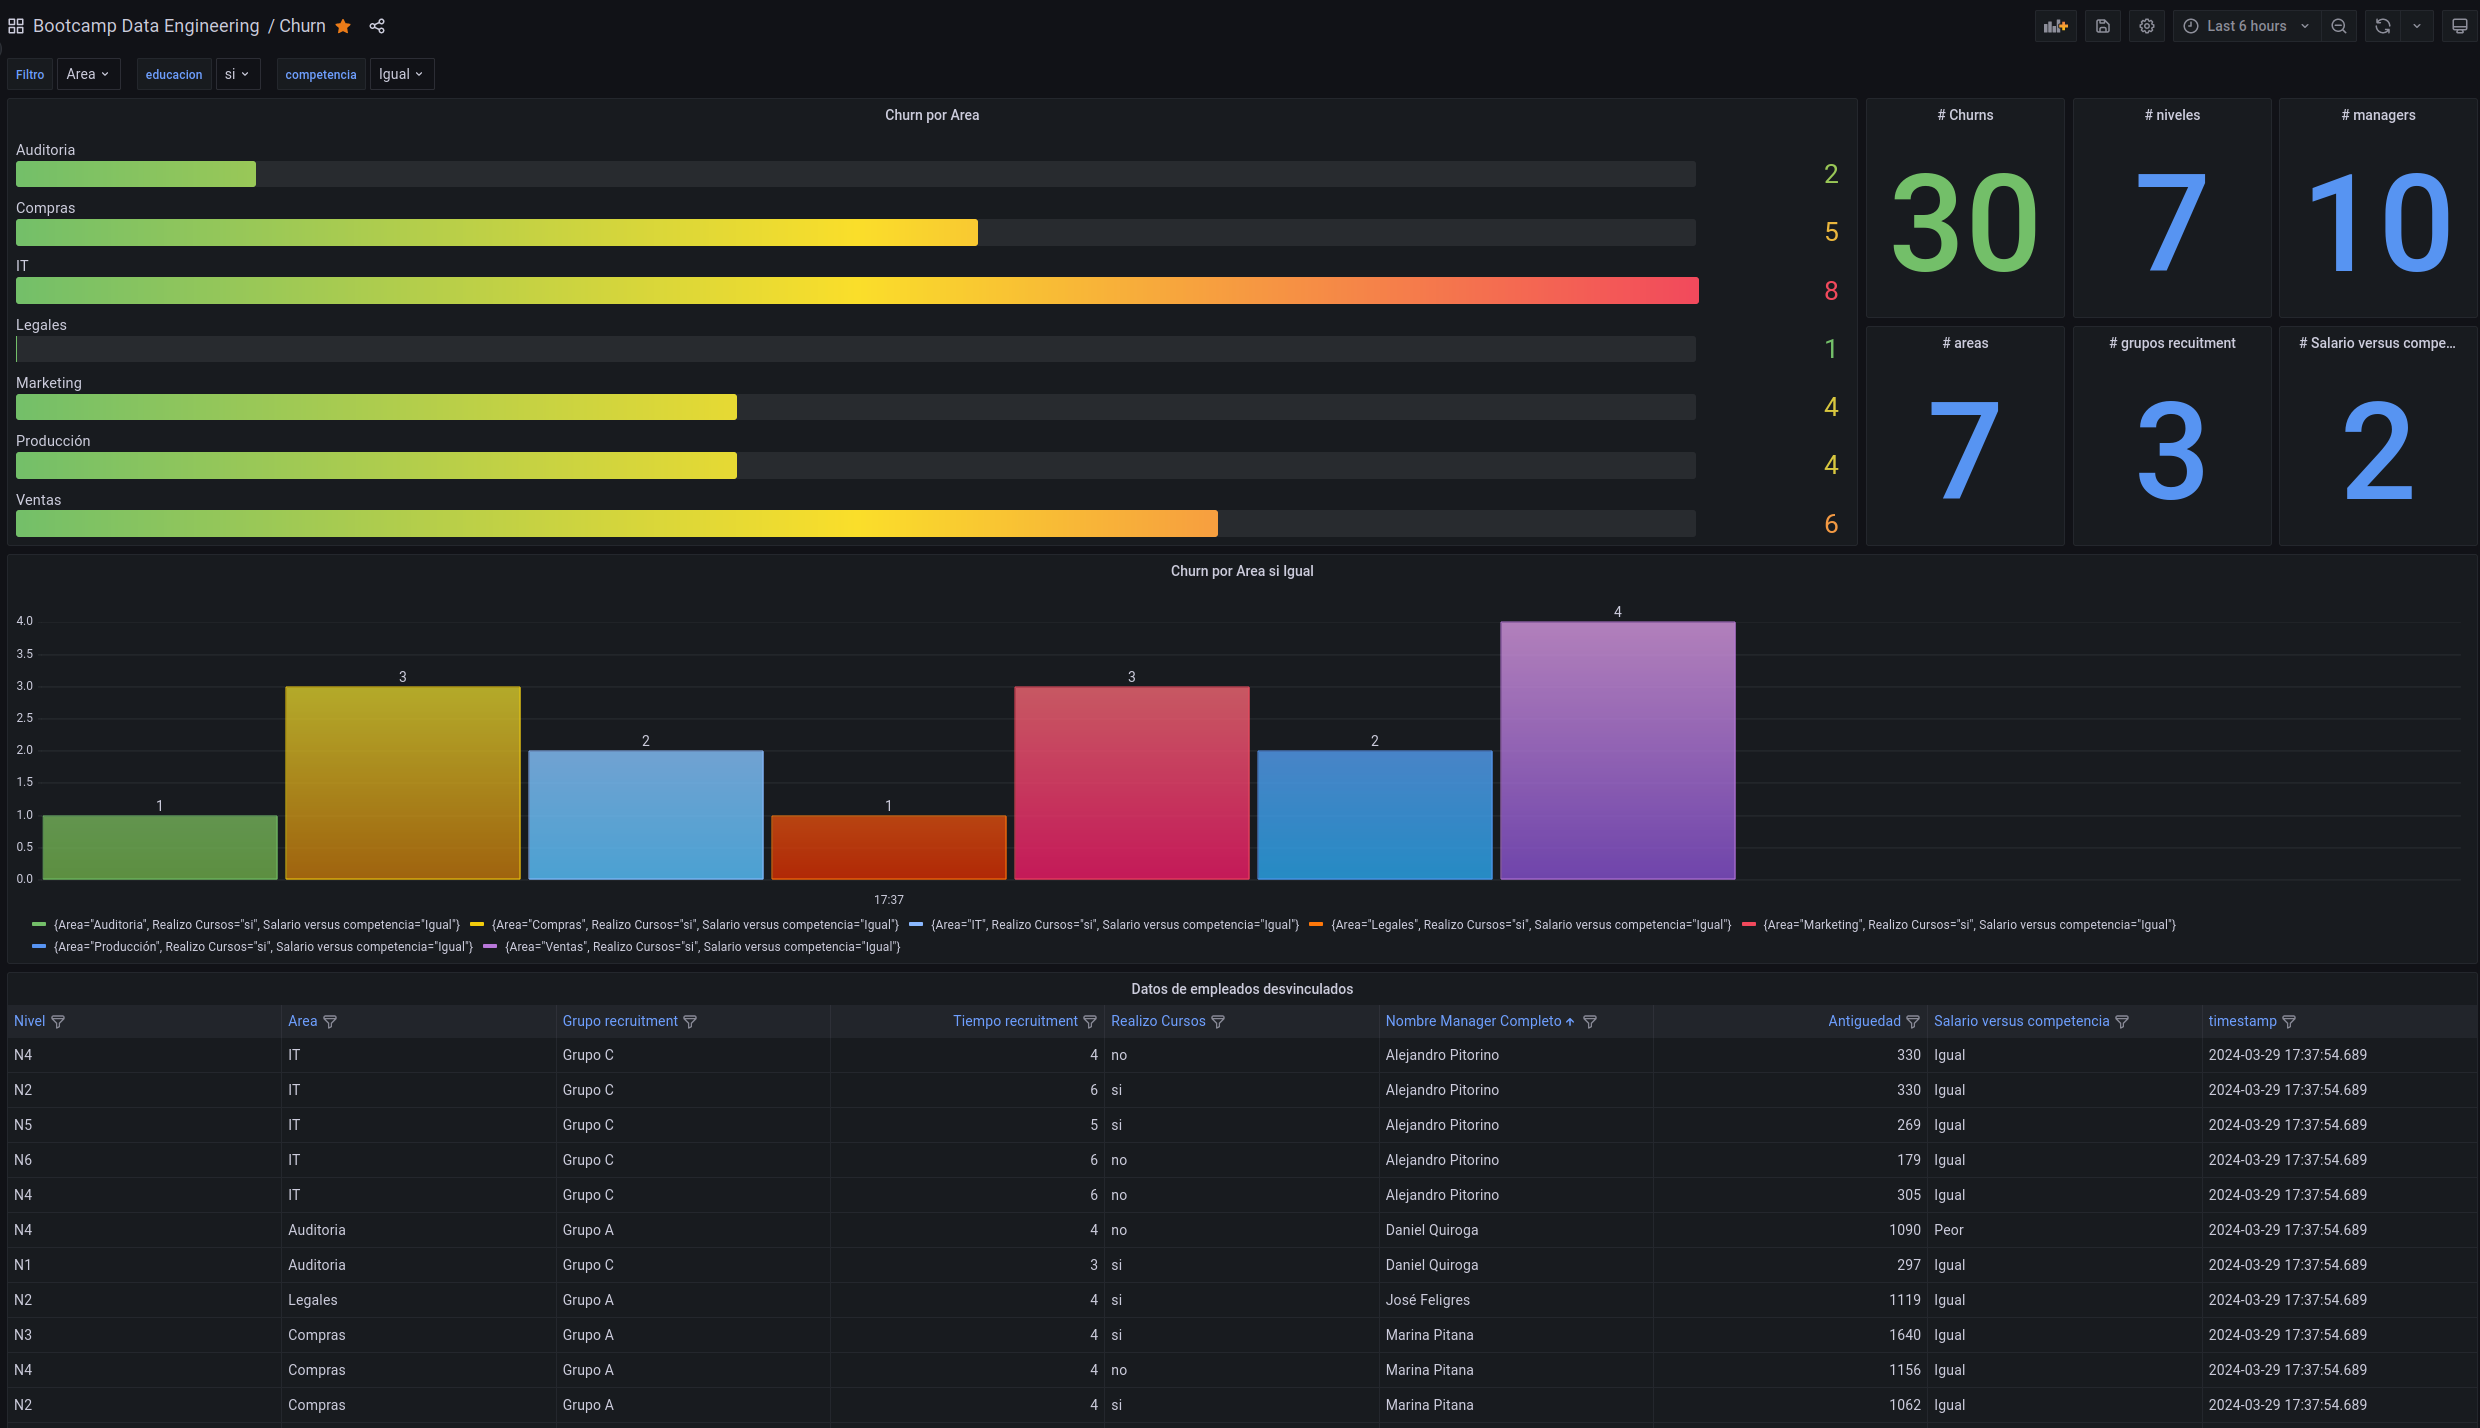 Bootcamp Data Engineering / Churn
Last 6 hours
Filtro Area educacion si competencia Igual
Churn por Area
Auditoria
2
Compras
5
IT
8
Legales
1
Marketing
4
Producción
4
Ventas
6
# Churns
30
# niveles
7
# managers
10
# areas
7
# grupos recuitment
3
# Salario versus compe...
2
Churn por Area si Igual
4.0
3.5
3.0
2.5
2.0
1.5
1.0
0.5
0.0
1
3
2
1
3
2
4
17:37
{Area="Auditoria", Realizo Cursos="si", Salario versus competencia="Igual"} {Area="Compras", Realizo Cursos="si", Salario versus competencia="Igual"} {Area="IT", Realizo Cursos="si", Salario versus competencia="Igual"} {Area="Legales", Realizo Cursos="si", Salario versus competencia="Igual"} {Area="Marketing", Realizo Cursos="si", Salario versus competencia="Igual"}
{Area="Producción", Realizo Cursos="si", Salario versus competencia="Igual"} {Area="Ventas", Realizo Cursos="si", Salario versus competencia="Igual"}
Datos de empleados desvinculados
Nivel Area Grupo recruitment Tiempo recruitment Realizo Cursos Nombre Manager Completo Antiguedad Salario versus competencia timestamp
N4 IT Grupo C 4 no Alejandro Pitorino 330 Igual 2024-03-29 17:37:54.689
N2 IT Grupo C 6 si Alejandro Pitorino 330 Igual 2024-03-29 17:37:54.689
N5 IT Grupo C 5 si Alejandro Pitorino 269 Igual 2024-03-29 17:37:54.689
N6 IT Grupo C 6 no Alejandro Pitorino 179 Igual 2024-03-29 17:37:54.689
N4 IT Grupo C 6 no Alejandro Pitorino 305 Igual 2024-03-29 17:37:54.689
N4 Auditoria Grupo A 4 no Daniel Quiroga 1090 Peor 2024-03-29 17:37:54.689
N1 Auditoria Grupo C 3 si Daniel Quiroga 297 Igual 2024-03-29 17:37:54.689
N2 Legales Grupo A 4 si José Feligres 1119 Igual 2024-03-29 17:37:54.689
N3 Compras Grupo A 4 si Marina Pitana 1640 Igual 2024-03-29 17:37:54.689
N4 Compras Grupo A 4 no Marina Pitana 1156 Igual 2024-03-29 17:37:54.689
N2 Compras Grupo A 4 si Marina Pitana 1062 Igual 2024-03-29 17:37:54.689